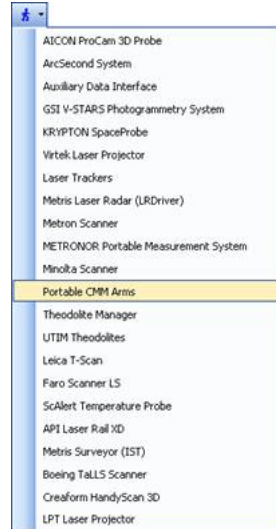 AICON ProCam 3D Probe
ArcSecond System
Auxiliary Data Interface
GSI V-STARS Photogrammetry System
KRYPTON SpaceProbe
Virtek Laser Projector
Laser Trackers
Metris Laser Radar (LRDriver)
Metron Scanner
METRONOR Portable Measurement System
Minolta Scanner
Portable CMM Arms
Theodolite Manager
UTIM Theodolites
Leica T-Scan
Faro Scanner LS
ScAlert Temperature Probe
API Laser Rail XD
Metris Surveyor (IST)
Boeing TaLLS Scanner
Creaform HandyScan 3D
LPT Laser Projector